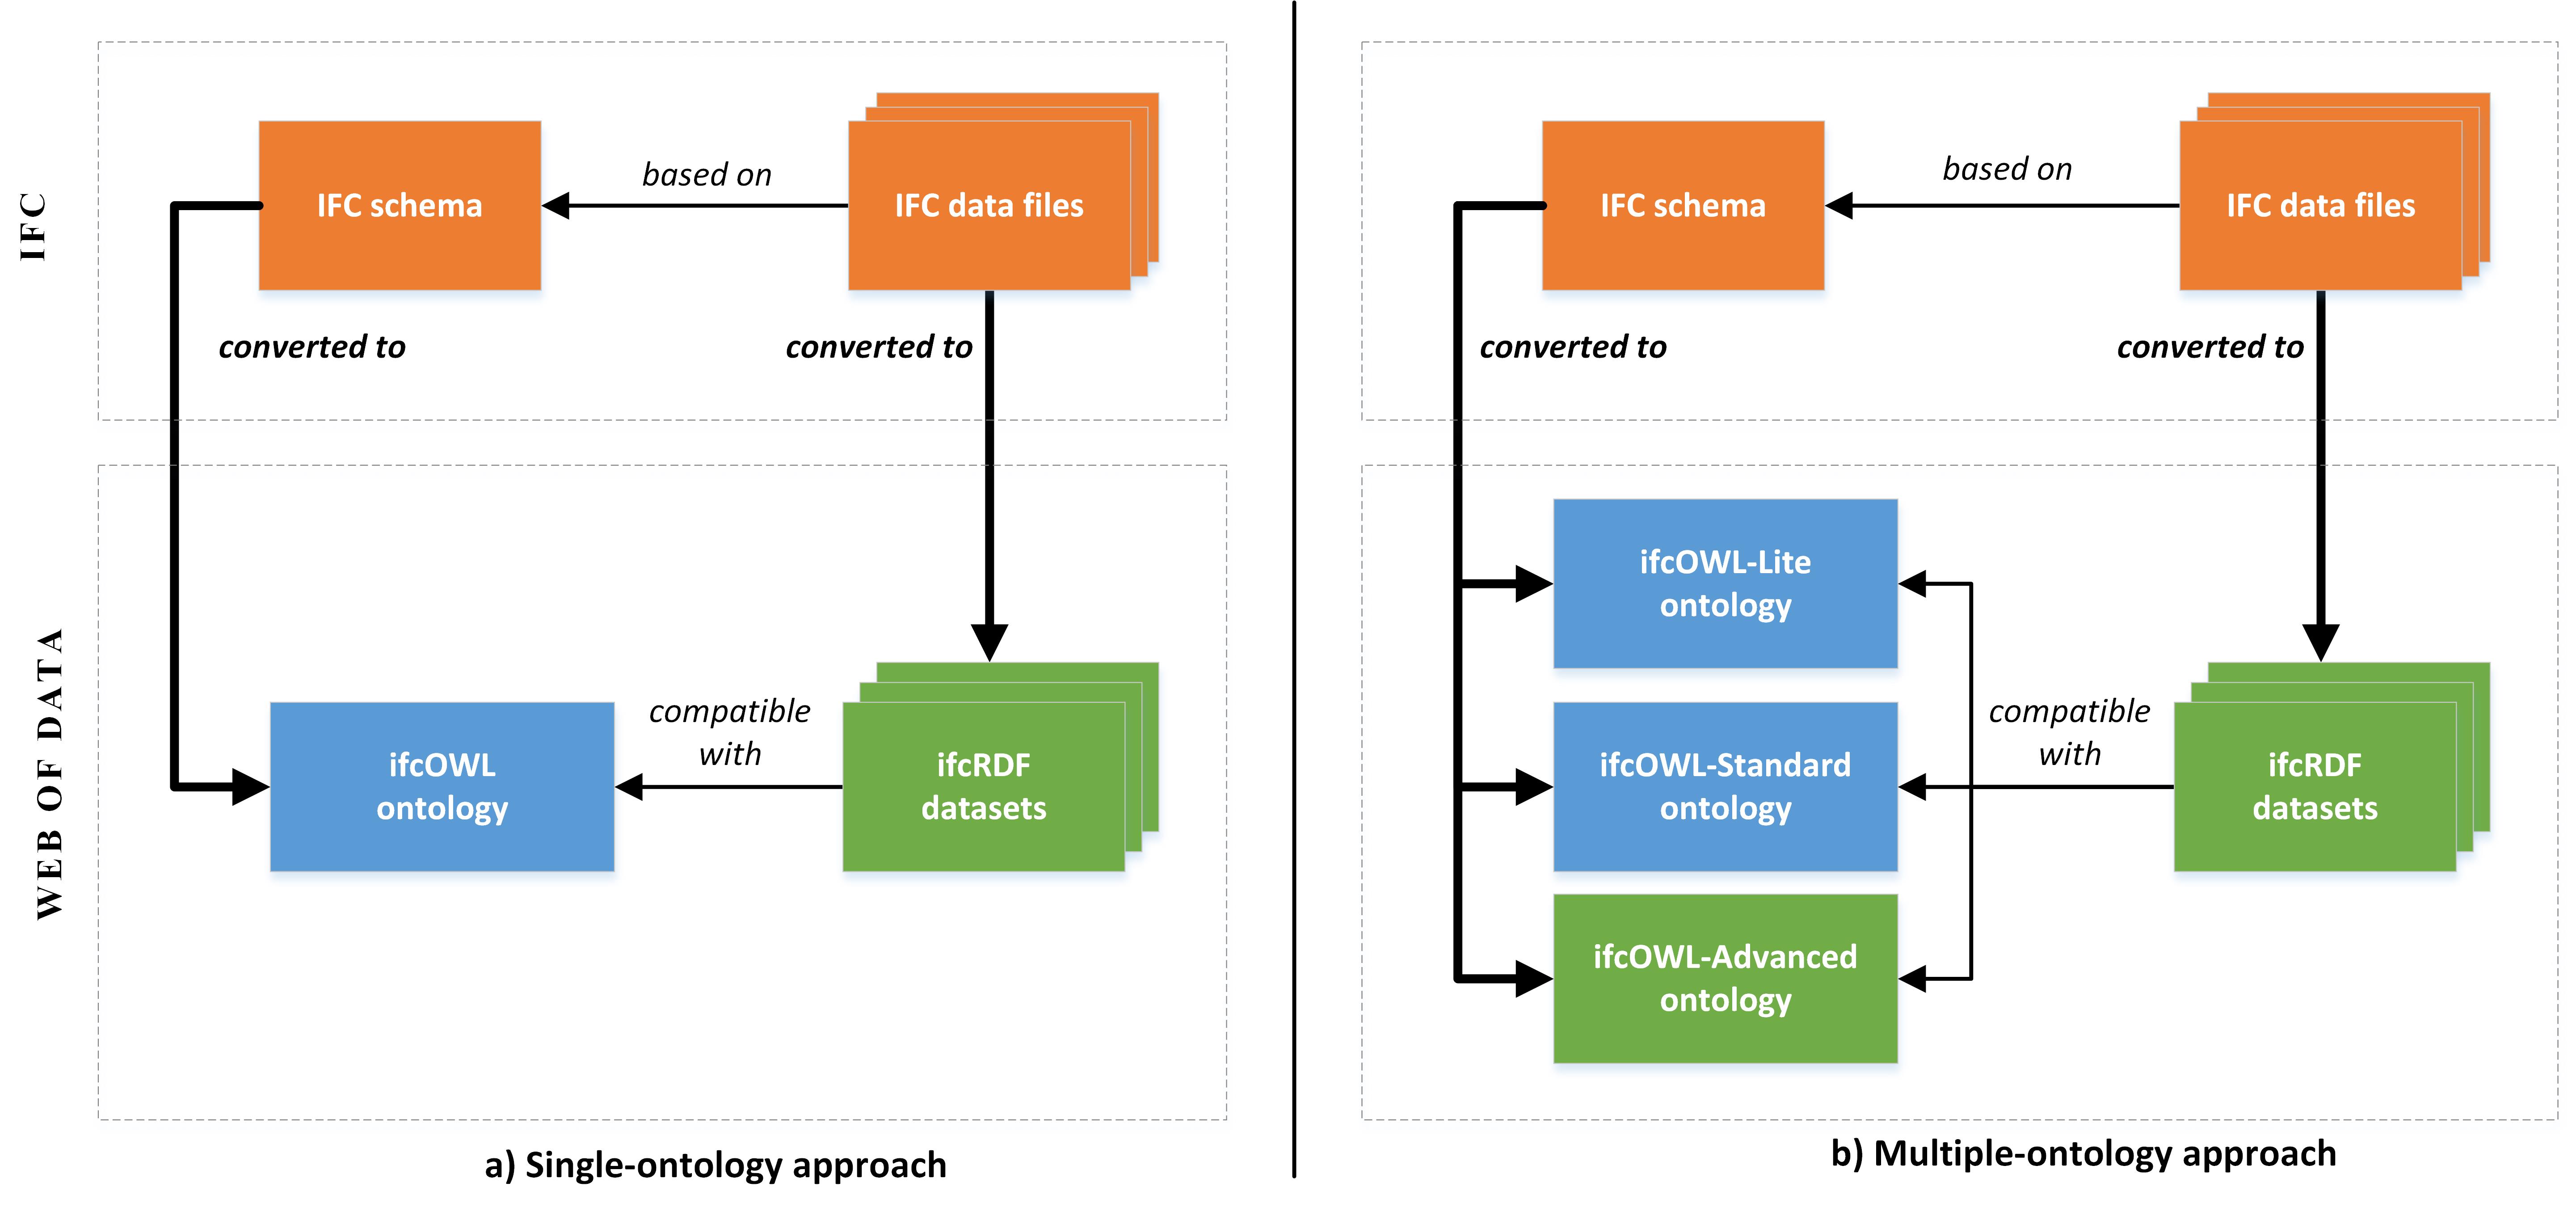 IFC
IFC schema
based on
IFC data files
converted to
converted to
WEB OF DATA
ifcOWL
ontology
compatible
with
ifcRDF
datasets
a) Single-ontology approach
IFC schema
based on
IFC data files
converted to
converted to
ifcOWL-Lite
ontology
ifcOWL-Standard
ontology
ifcOWL-Advanced
ontology
compatible
with
ifcRDF
datasets
b) Multiple-ontology approach